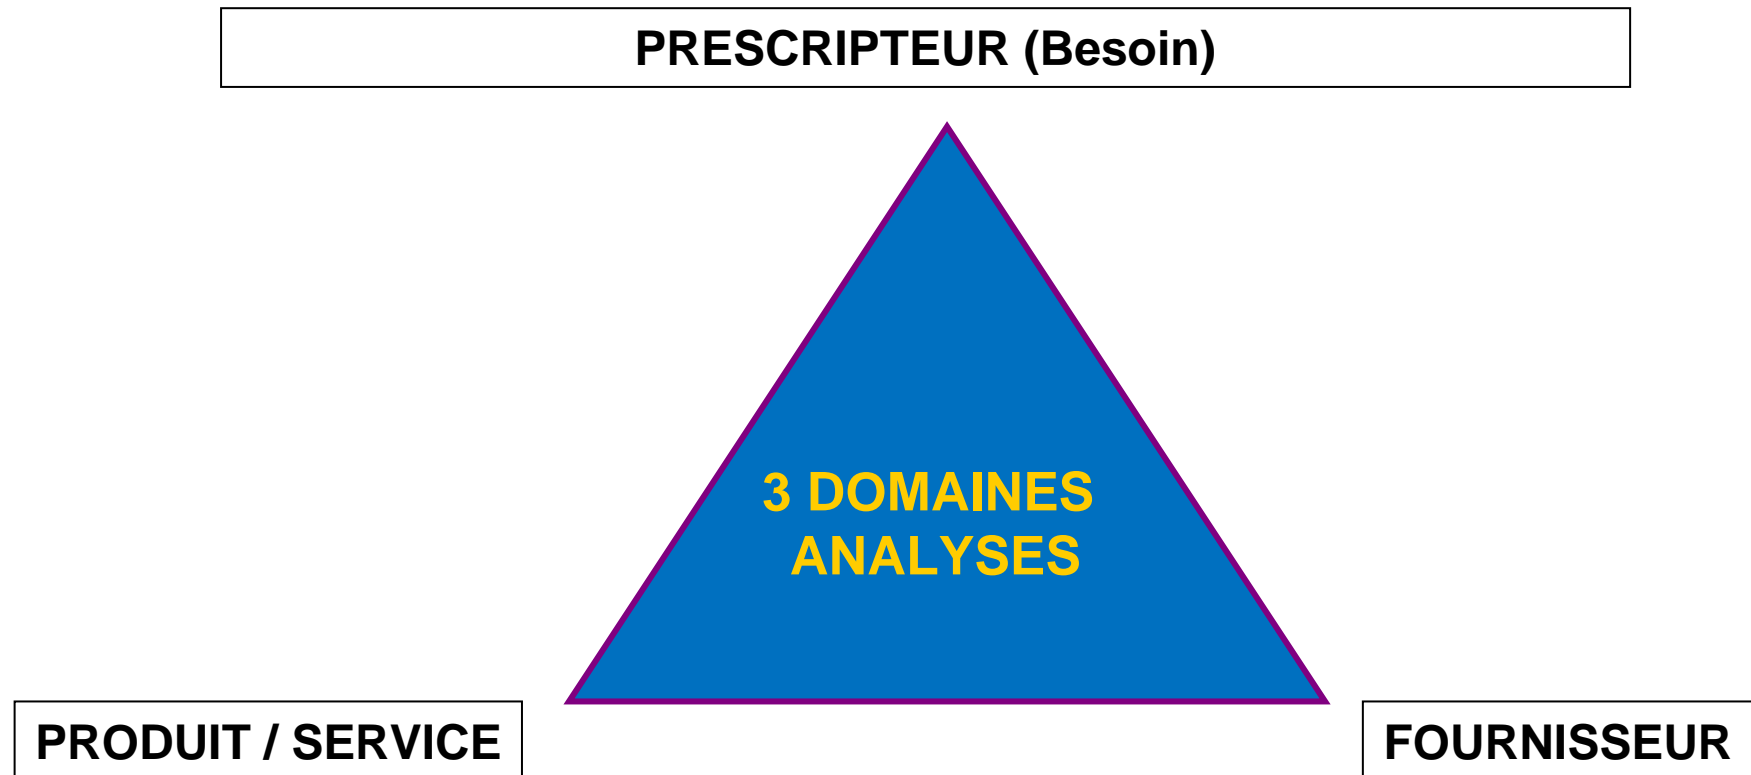 PRESCRIPTEUR (Besoin)
3 DOMAINES
ANALYSES
PRODUIT / SERVICE
FOURNISSEUR